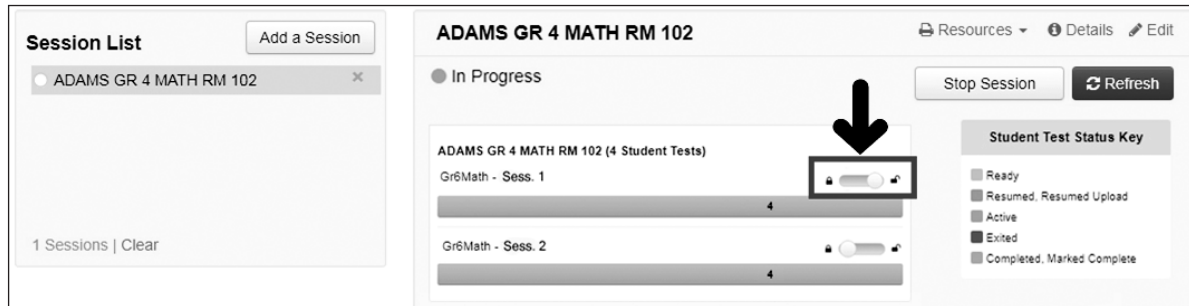 Session List
Add a Session
ADAMS GR 4 MATH RM 102
1 Sessions | Clear
ADAMS GR 4 MATH RM 102
Resources
Details
Edit
In Progress
Stop Session
Refresh
ADAMS GR 4 MATH RM 102 (4 Student Tests)
Gr6Math - Sess. 1
4
Gr6Math - Sess. 2
4
Student Test Status Key
Ready
Resumed, Resumed Upload
Active
Exited
Completed, Marked Complete